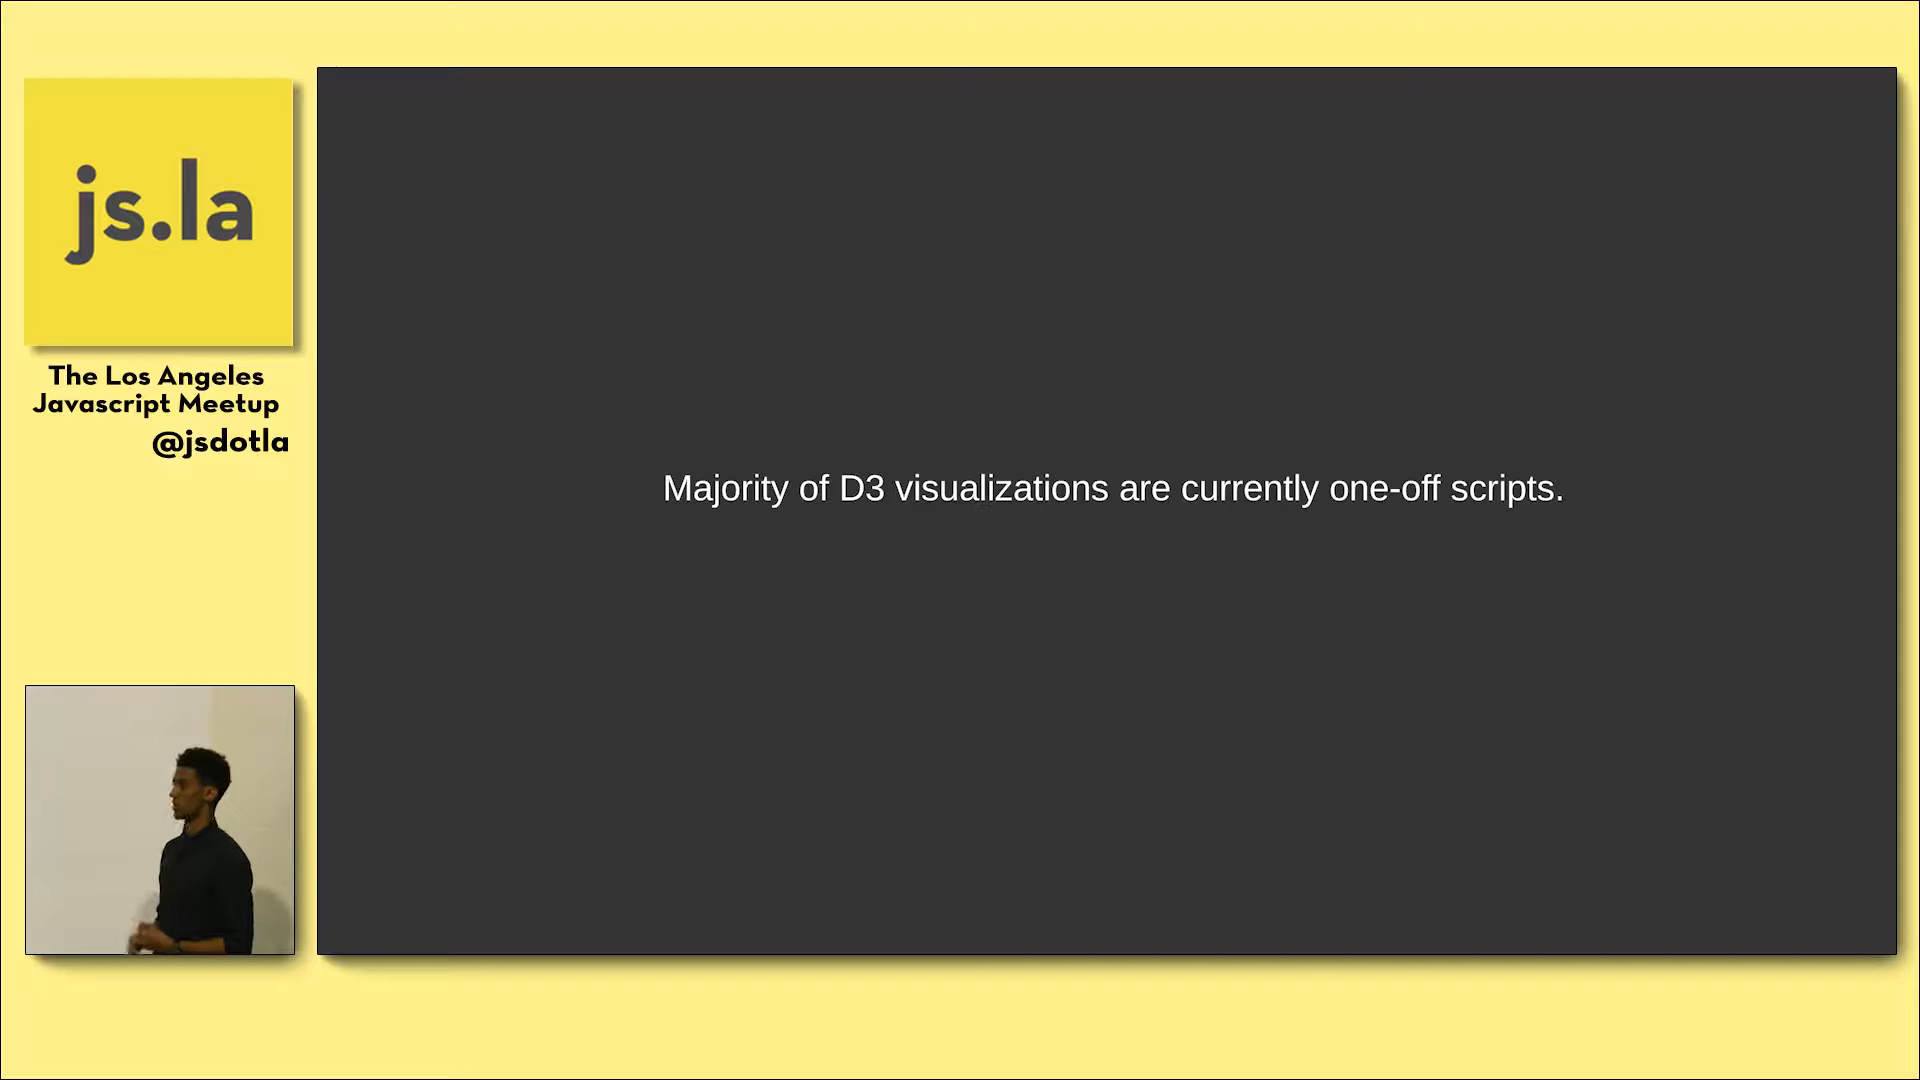 js.la
The Los Angeles
Javascript Meetup
@jsdotla
Majority of D3 visualizations are currently one-off scripts.